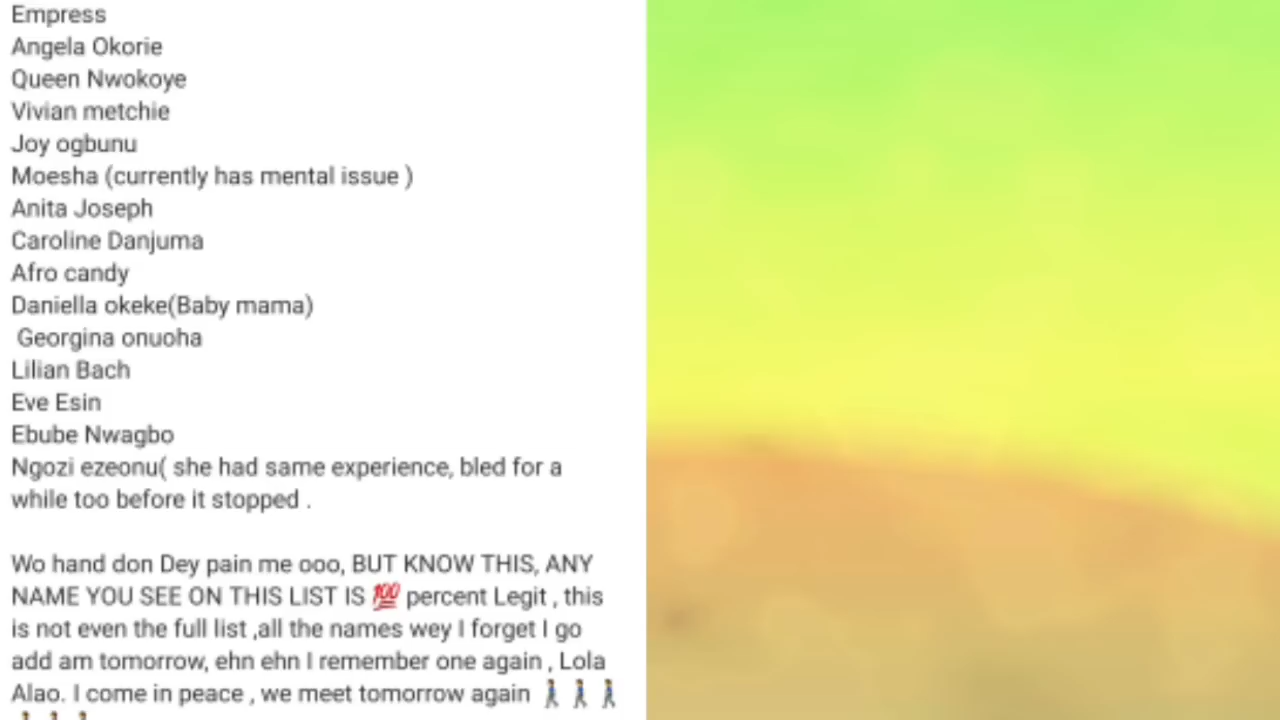 Empress
Angela Okorie
Queen Nwokoye
Vivian metchie
Joy ogbunu
Moesha (currently has mental issue )
Anita Joseph
Caroline Danjuma
Afro candy
Daniella okeke(Baby mama)
Georgina onuoha
Lilian Bach
Eve Esin
Ebube Nwagbo
Ngozi ezeonu( she had same experience, bled for a
while too before it stopped .
Wo hand don Dey pain me ooo, BUT KNOW THIS, ANY
NAME YOU SEE ON THIS LIST IS 💯 percent Legit , this
is not even the full list ,all the names wey I forget I go
add am tomorrow, ehn ehn I remember one again , Lola
Alao. I come in peace , we meet tomorrow again 🚶🚶🚶